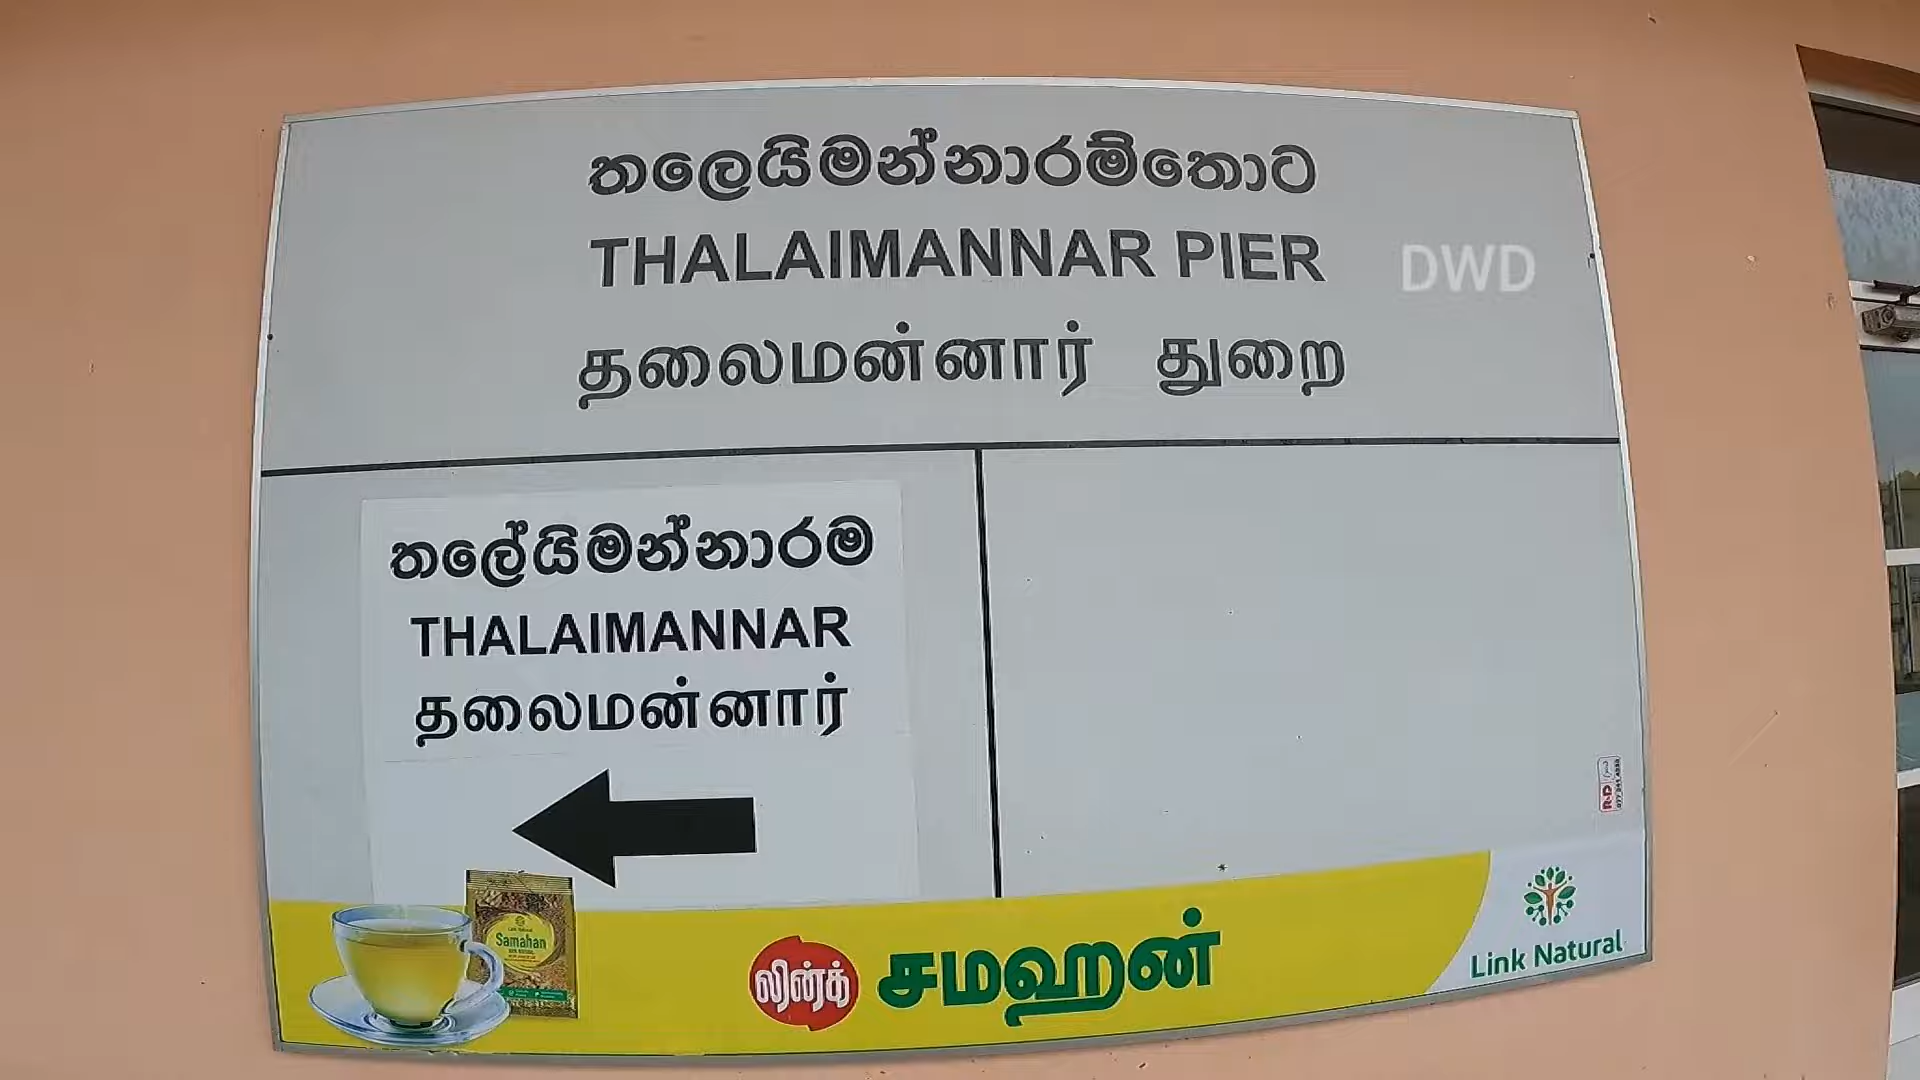 තලෙයිමන්නාරම්තොට
THALAIMANNAR PIER
DWD
தலைமன்னார் துறை
තලේයිමන්නාරම
THALAIMANNAR
தலைமன்னார்
Samahan
லிங்க் சமஹன்
Link Natural